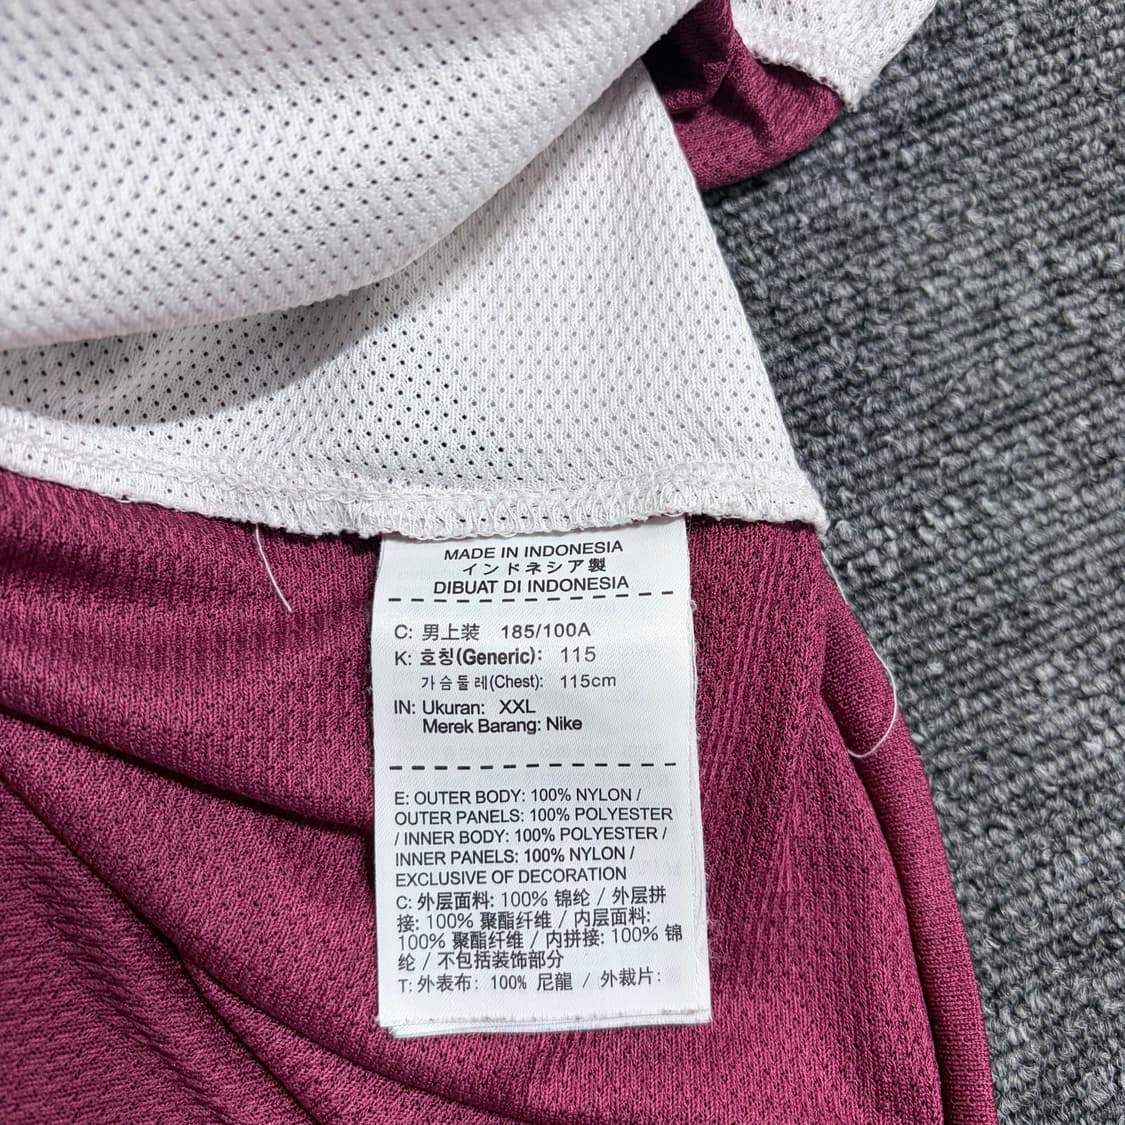 MADE IN INDONESIA
インドネシア製
DIBUAT DI INDONESIA
C: 男上装 185/100A
K: 호칭(Generic): 115
가슴둘레(Chest): 115cm
IN: Ukuran: XXL
Merek Barang: Nike
E: OUTER BODY: 100% NYLON /
OUTER PANELS: 100% POLYESTER
/ INNER BODY: 100% POLYESTER /
INNER PANELS: 100% NYLON /
EXCLUSIVE OF DECORATION
C: 外层面料: 100% 锦纶 / 外层拼
接: 100% 聚酯纤维 / 内层面料:
100% 聚酯纤维 / 内拼接: 100% 锦
纶 / 不包括装饰部分
T: 外表布: 100% 尼龍 / 外裁片: